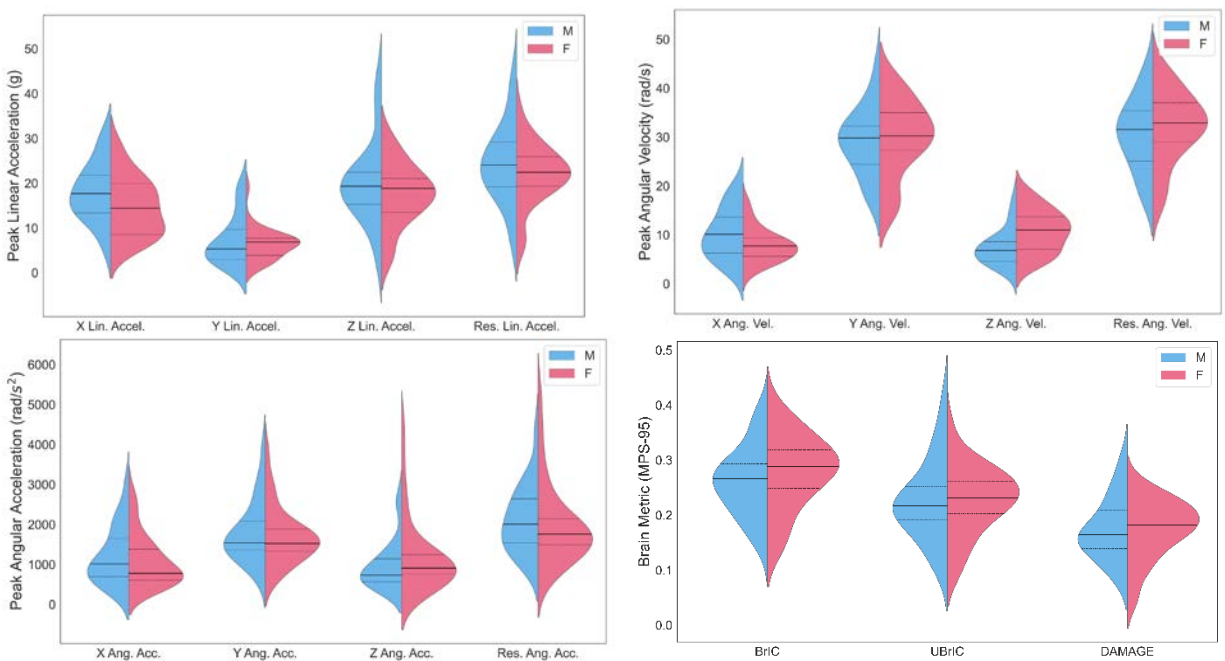 Peak Linear Acceleration (g)
50
40
30
20
10
0
M
F
X Lin. Accel.
Y Lin. Accel.
Z Lin. Accel.
Res. Lin. Accel.
Peak Angular Velocity (rad/s)
50
40
30
20
10
0
M
F
X Ang. Vel.
Y Ang. Vel.
Z Ang. Vel.
Res. Ang. Vel.
Peak Angular Acceleration (rad/s²)
6000
5000
4000
3000
2000
1000
0
M
F
X Ang. Acc.
Y Ang. Acc.
Z Ang. Acc.
Res. Ang. Acc.
Brain Metric (MPS-95)
0.5
0.4
0.3
0.2
0.1
0.0
M
F
BrIC
UBrIC
DAMAGE